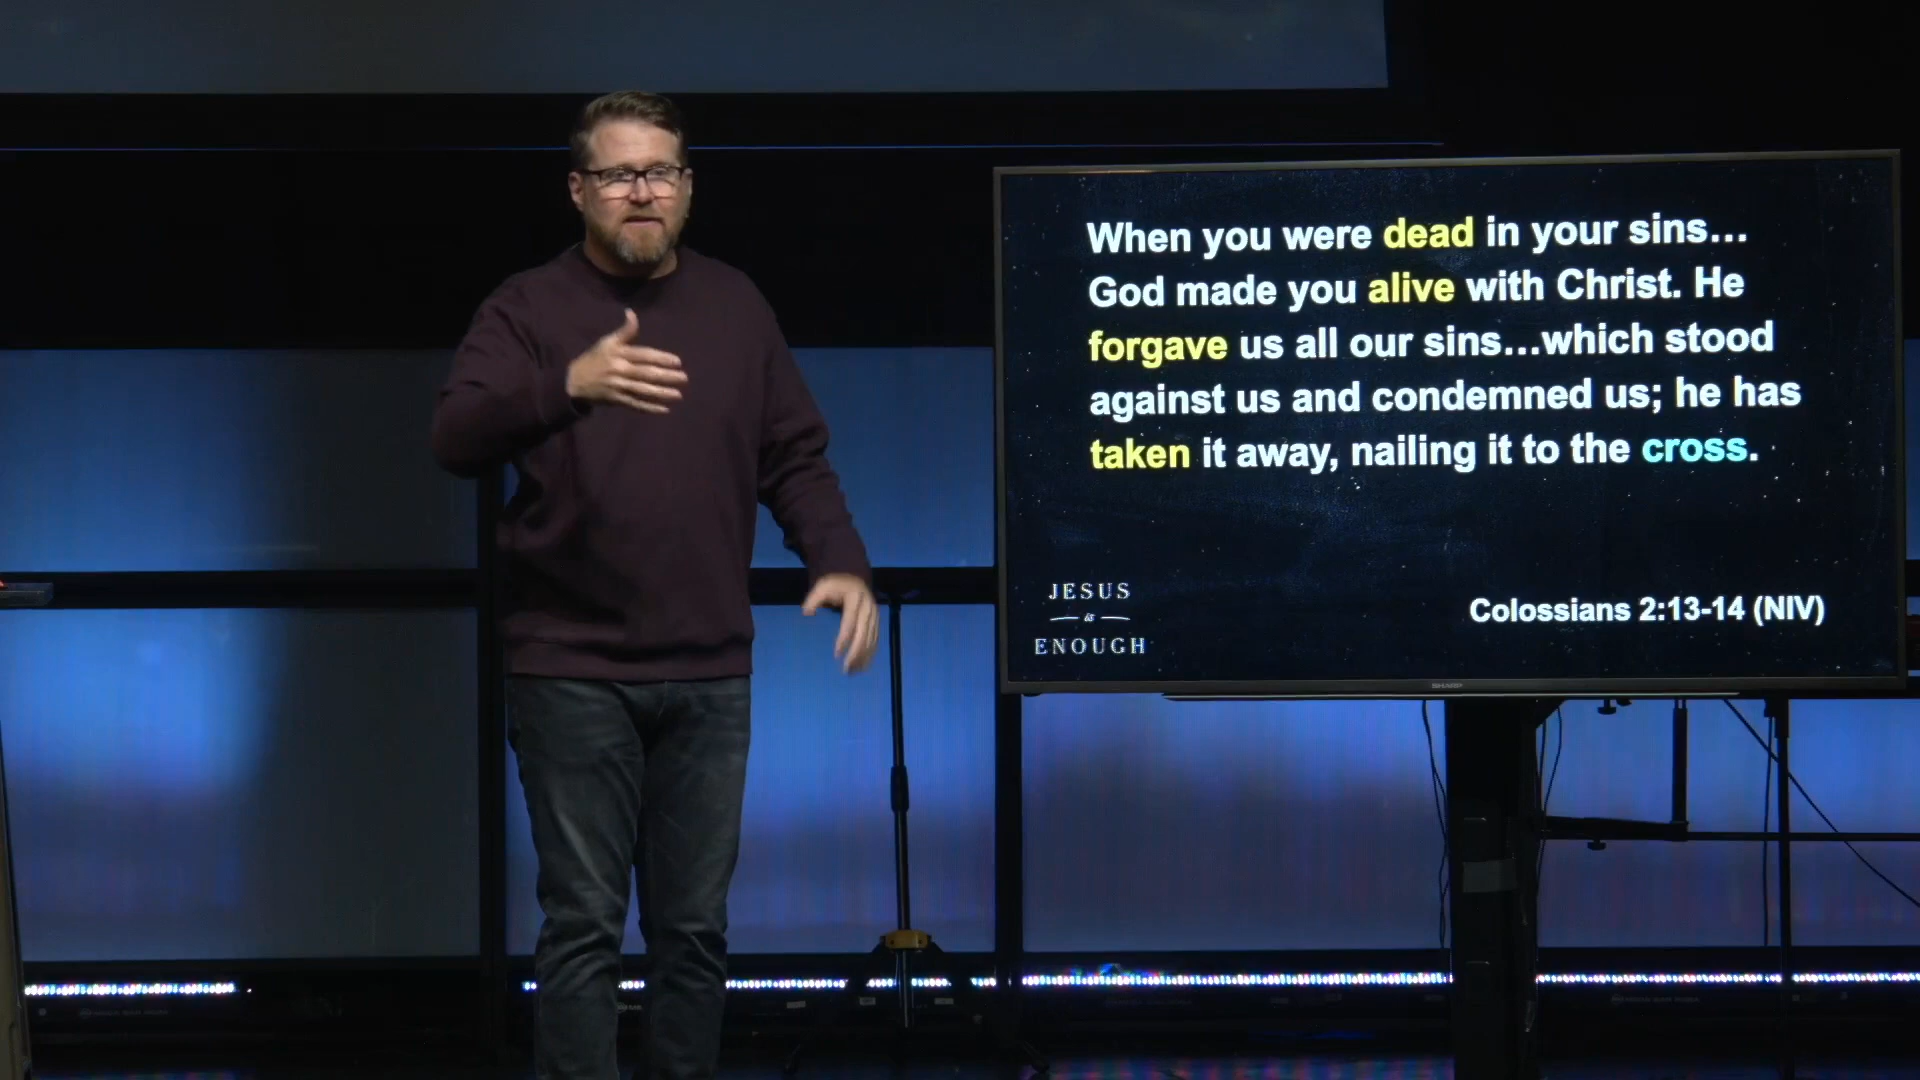 When you were dead in your sins…
God made you alive with Christ. He
forgave us all our sins…which stood
against us and condemned us; he has
taken it away, nailing it to the cross.
JESUS
is
ENOUGH
Colossians 2:13-14 (NIV)
SHARP